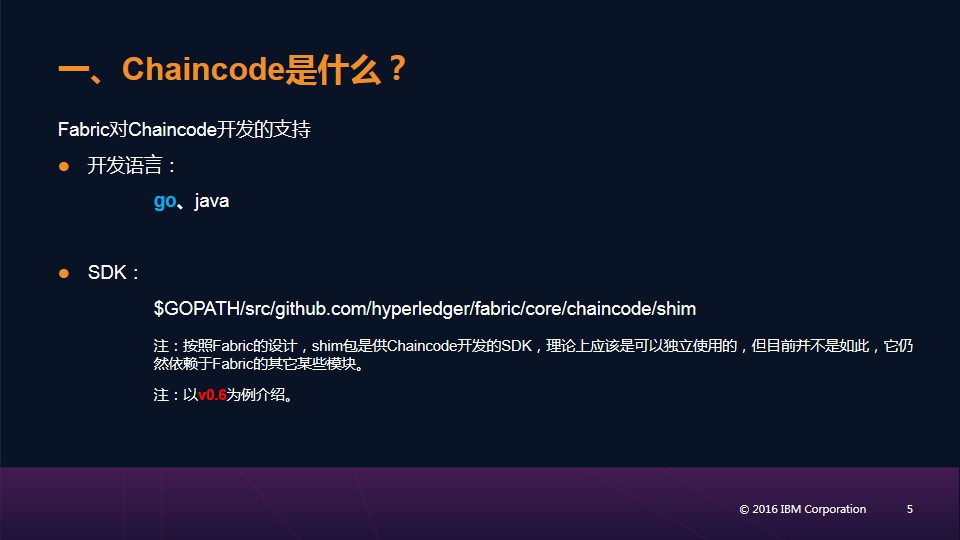 一、Chaincode是什么？
Fabric对Chaincode开发的支持
● 开发语言：
go、java
● SDK：
$GOPATH/src/github.com/hyperledger/fabric/core/chaincode/shim
注：按照Fabric的设计，shim包是供Chaincode开发的SDK，理论上应该是可以独立使用的，但目前并不是如此，它仍
然依赖于Fabric的其它某些模块。
注：以v0.6为例介绍。
© 2016 IBM Corporation 5